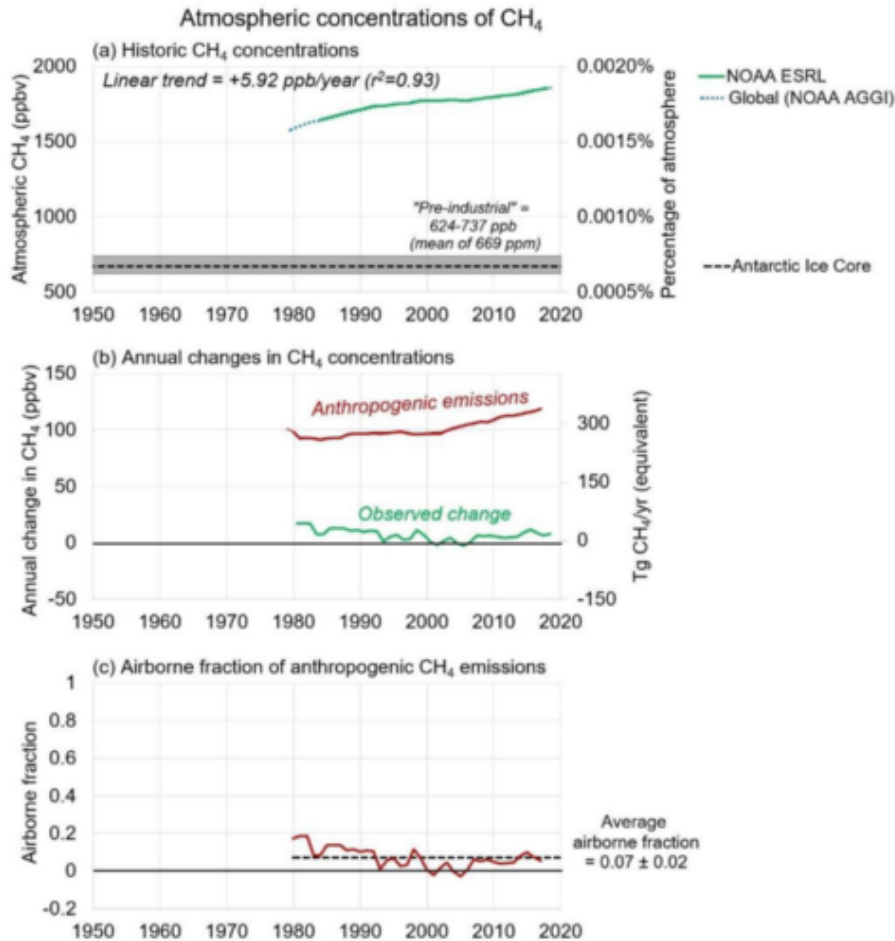 Atmospheric concentrations of CH₄
(a) Historic CH₄ concentrations
Linear trend = +5.92 ppb/year (r²=0.93)
2000
1500
1000
500
Atmospheric CH₄ (ppbv)
0.0020%
0.0015%
0.0010%
0.0005%
Percentage of atmosphere
NOAA ESRL
Global (NOAA AGGI)
"Pre-industrial" =
624-737 ppb
(mean of 669 ppm)
Antarctic Ice Core
1950 1960 1970 1980 1990 2000 2010 2020
(b) Annual changes in CH₄ concentrations
150
100
50
0
-50
Annual change in CH₄ (ppbv)
Anthropogenic emissions
Observed change
300
150
0
-150
Tg CH₄/yr (equivalent)
1950 1960 1970 1980 1990 2000 2010 2020
(c) Airborne fraction of anthropogenic CH₄ emissions
1
0.8
0.6
0.4
0.2
0
-0.2
Airborne fraction
Average
airborne fraction
= 0.07 ± 0.02
1950 1960 1970 1980 1990 2000 2010 2020